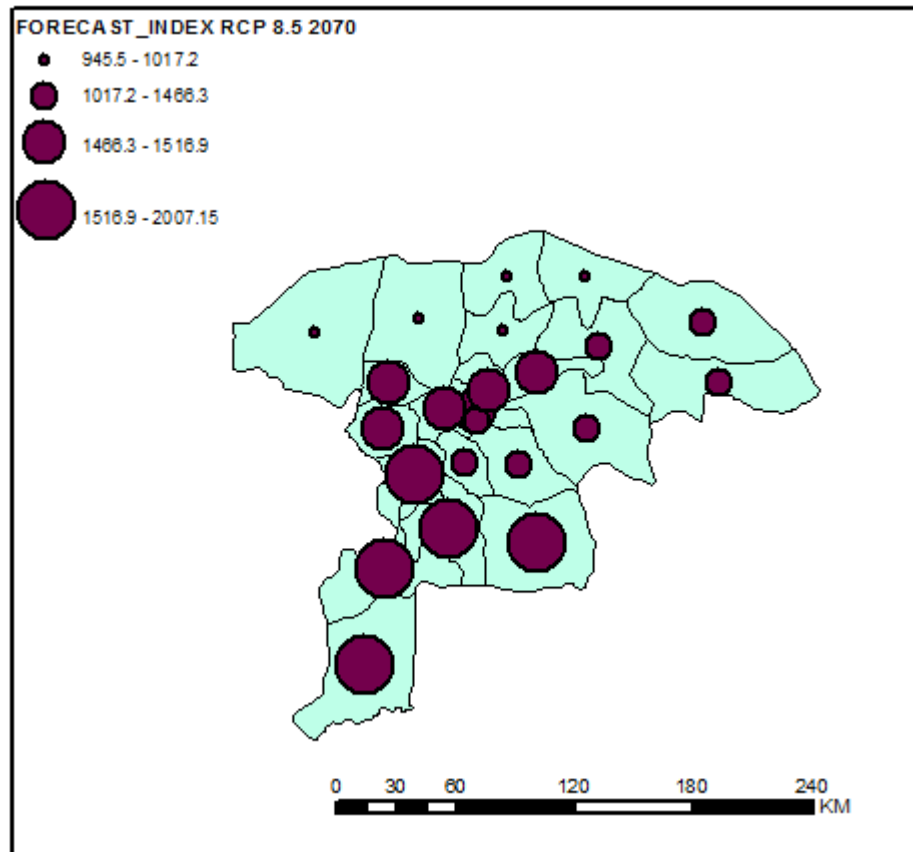 FORECAST_INDEX RCP 8.5 2070
945.5 - 1017.2
1017.2 - 1466.3
1466.3 - 1516.9
1516.9 - 2007.15
0 30 60 120 180 240
KM